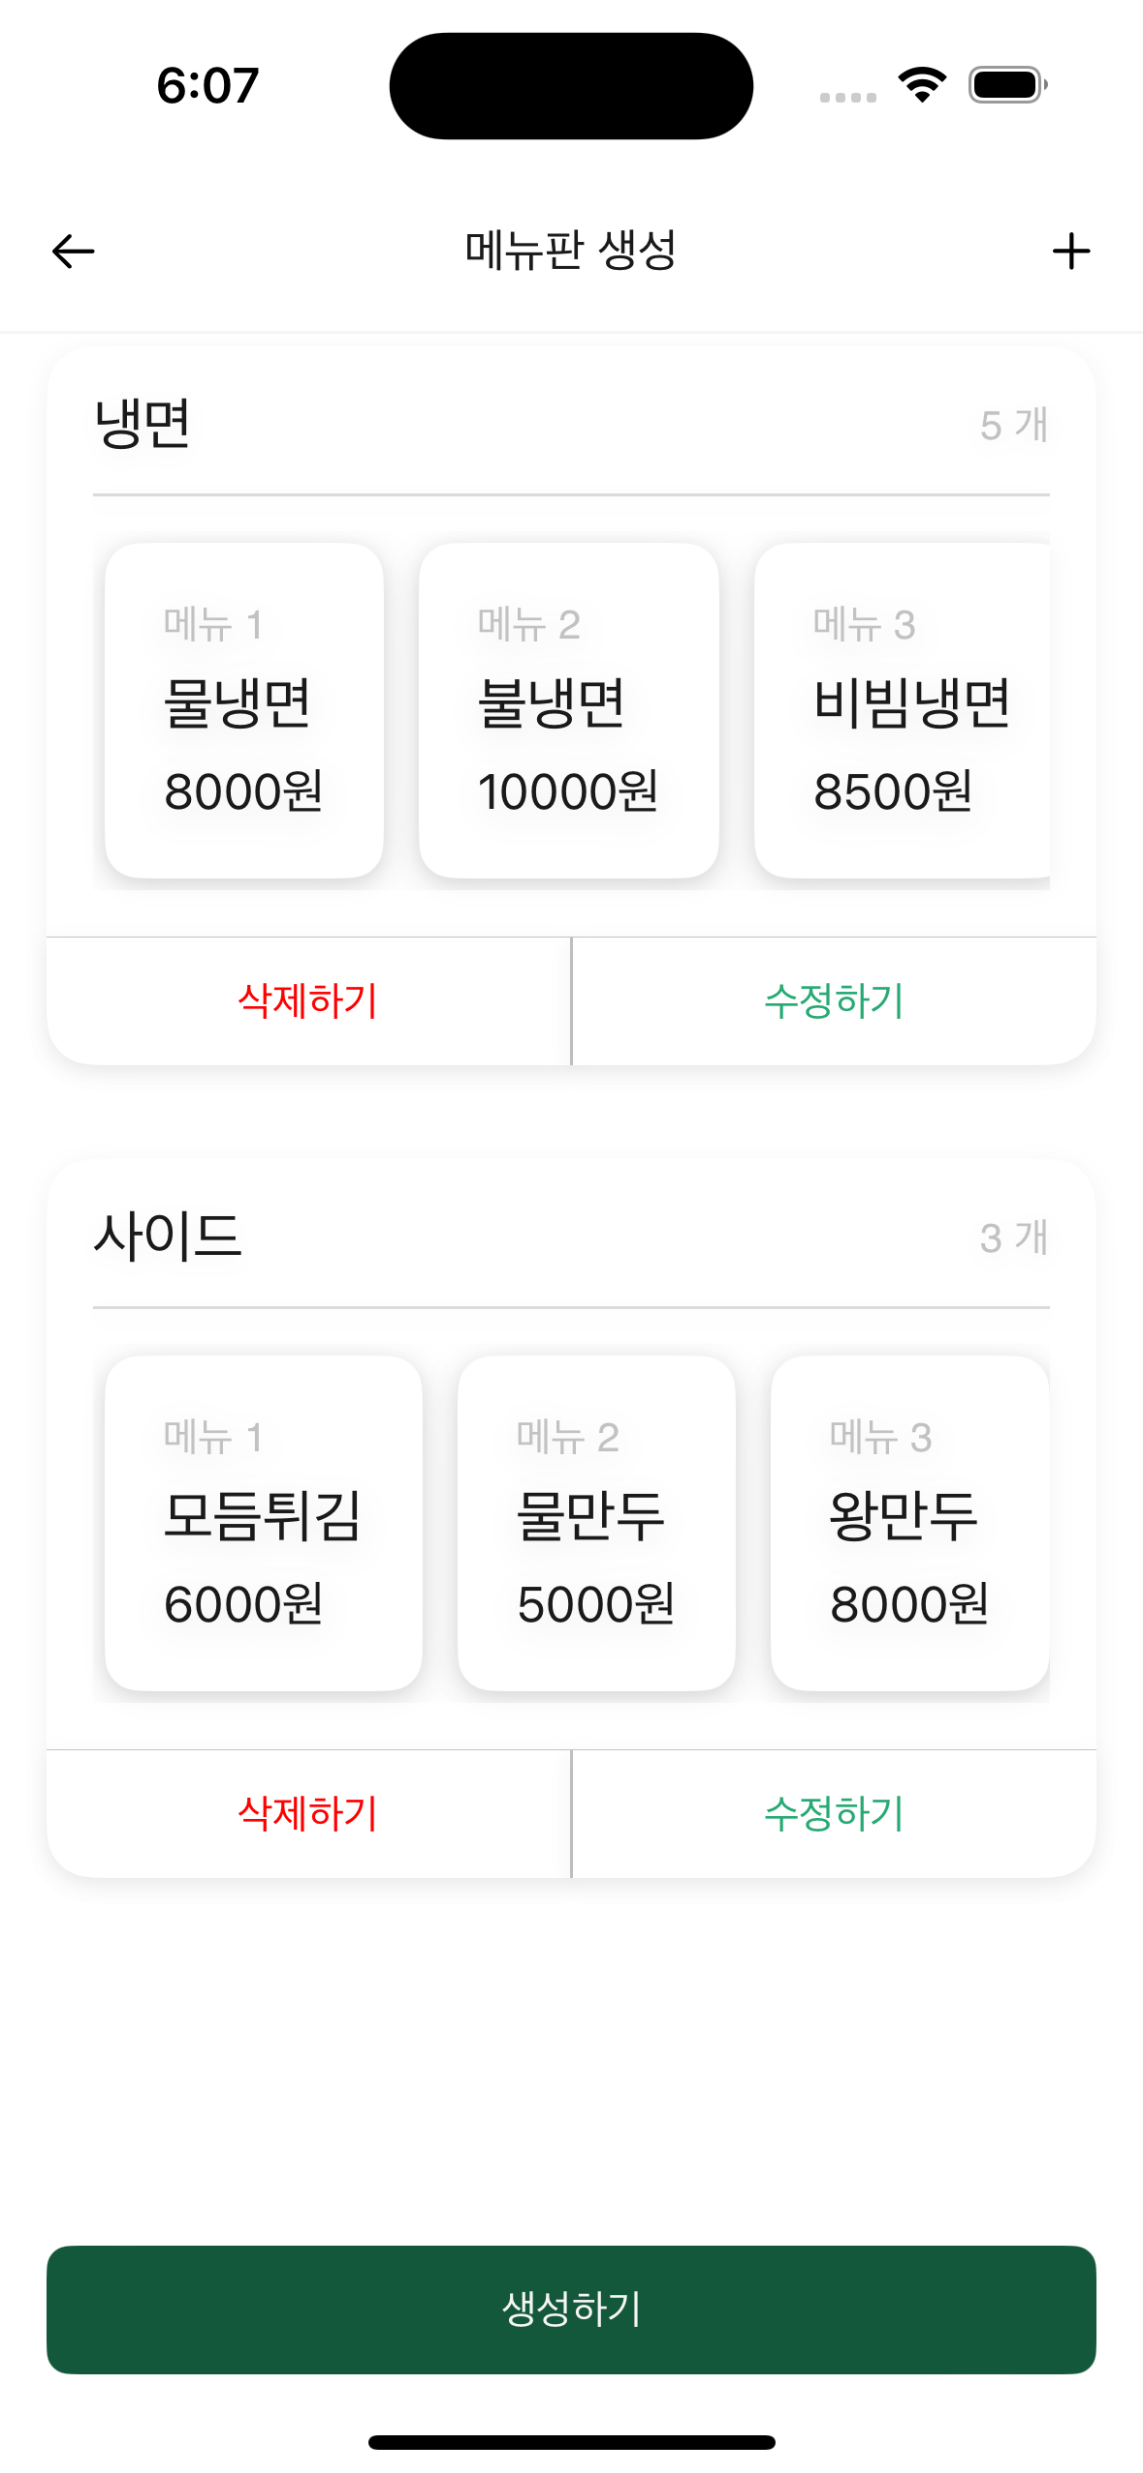 6:07
메뉴판 생성
냉면
5 개
메뉴 1
물냉면
8000원
메뉴 2
불냉면
10000원
메뉴 3
비빔냉면
8500원
삭제하기
수정하기
사이드
3 개
메뉴 1
모듬튀김
6000원
메뉴 2
물만두
5000원
메뉴 3
왕만두
8000원
삭제하기
수정하기
생성하기